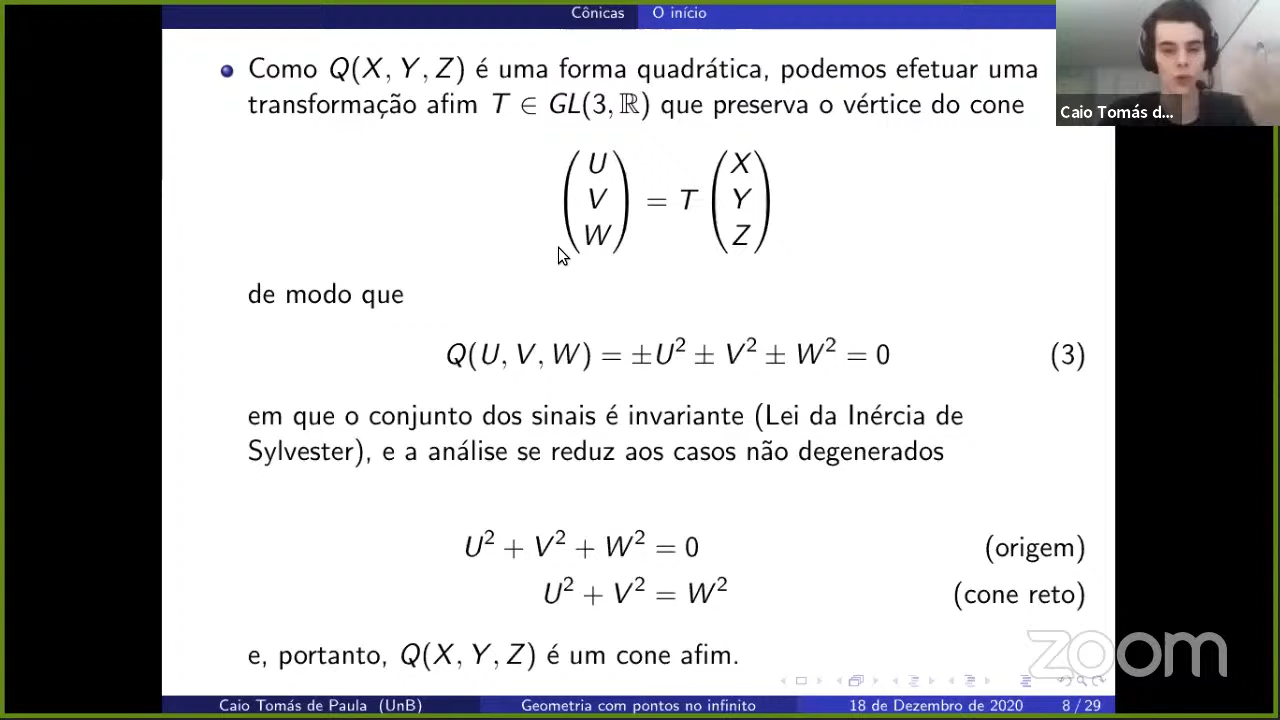 Cônicas O início
Como Q(X, Y, Z) é uma forma quadrática, podemos efetuar uma
transformação afim T ∈ GL(3, ℝ) que preserva o vértice do cone
(U V W) = T (X Y Z)
de modo que
Q(U, V, W) = ±U² ± V² ± W² = 0 (3)
em que o conjunto dos sinais é invariante (Lei da Inércia de
Sylvester), e a análise se reduz aos casos não degenerados
U² + V² + W² = 0 (origem)
U² + V² = W² (cone reto)
e, portanto, Q(X, Y, Z) é um cone afim.
Caio Tomás de Paula (UnB) Geometria com pontos no infinito 18 de Dezembro de 2020 8 / 29
Caio Tomás d...
zoom